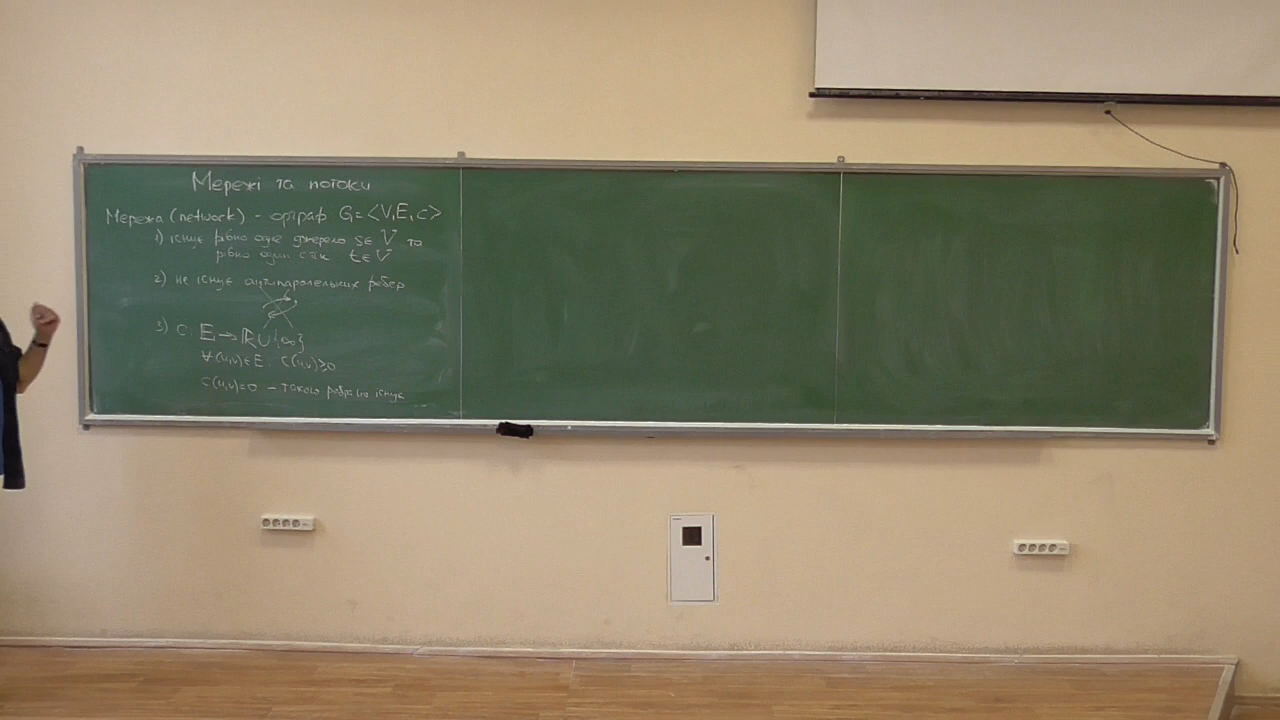 Мережі та потоки
Мережа (network) - орграф G = <V, E, c>
1) існує рівно одне джерело s ∈ V та
рівно один стік t ∈ V
2) не існує антипаралельних ребер
3) c: E → ℝ ∪ {∞}
∀(u,v) ∈ E: c(u,v) ≥ 0
c(u,v)=0 - такого ребра не існує